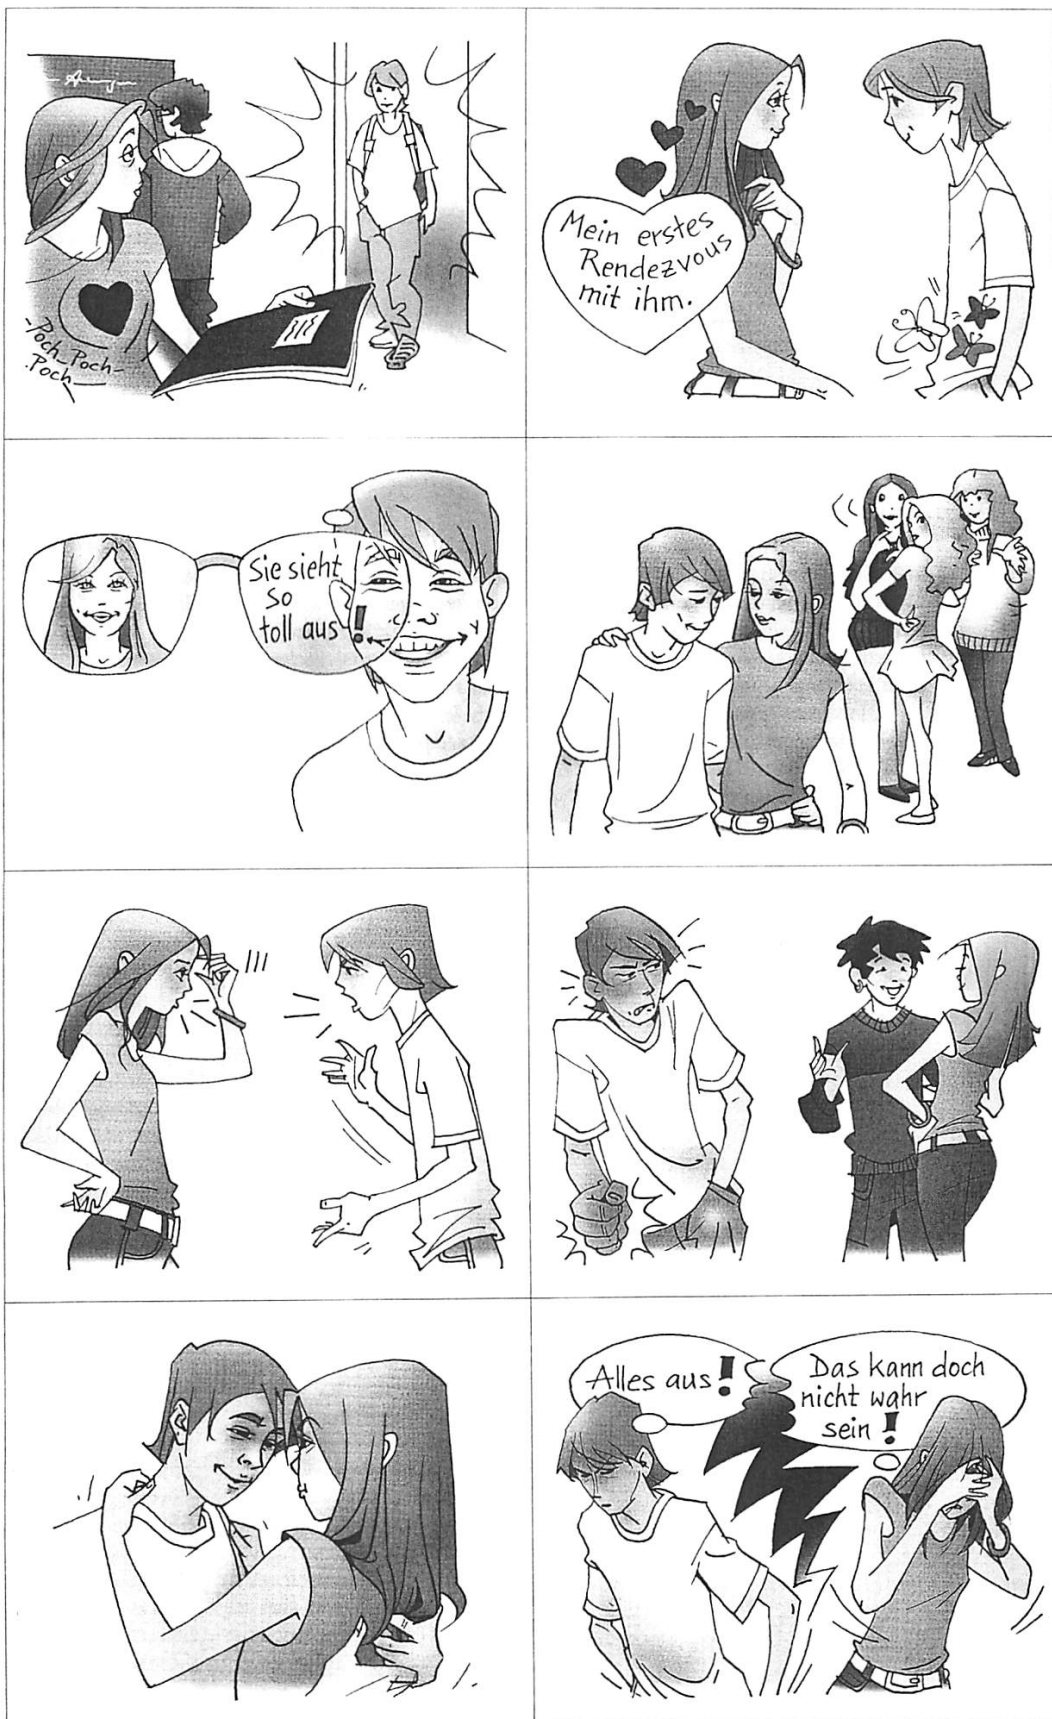 -Poch-Poch-
-Poch
Mein erstes
Rendezvous
mit ihm.
Sie sieht
so
toll aus!
Alles aus!
Das kann doch
nicht wahr
sein!